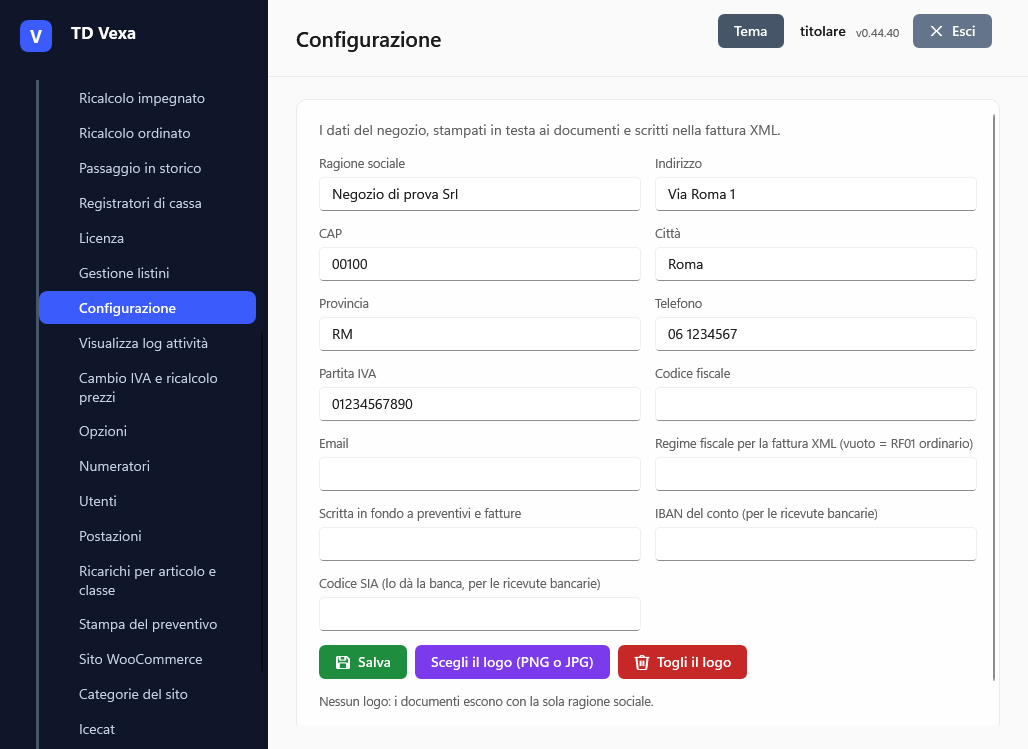 V
TD Vexa
Ricalcolo impegnato
Ricalcolo ordinato
Passaggio in storico
Registratori di cassa
Licenza
Gestione listini
Configurazione
Visualizza log attività
Cambio IVA e ricalcolo
prezzi
Opzioni
Numeratori
Utenti
Postazioni
Ricarichi per articolo e
classe
Stampa del preventivo
Sito WooCommerce
Categorie del sito
Icecat
Configurazione
Tema
titolare
v0.44.40
Esci
I dati del negozio, stampati in testa ai documenti e scritti nella fattura XML.
Ragione sociale
Negozio di prova Srl
Indirizzo
Via Roma 1
CAP
00100
Città
Roma
Provincia
RM
Telefono
06 1234567
Partita IVA
01234567890
Codice fiscale
Email
Regime fiscale per la fattura XML (vuoto = RF01 ordinario)
Scritta in fondo a preventivi e fatture
IBAN del conto (per le ricevute bancarie)
Codice SIA (lo dà la banca, per le ricevute bancarie)
Salva
Scegli il logo (PNG o JPG)
Togli il logo
Nessun logo: i documenti escono con la sola ragione sociale.